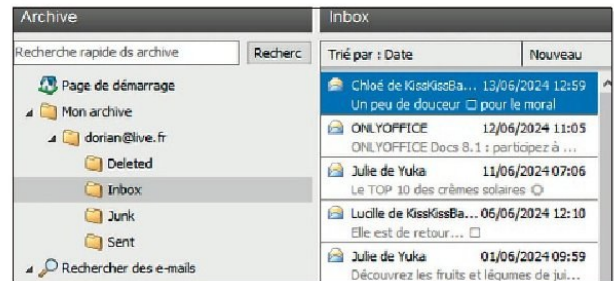 Archive
Recherche rapide ds archive
Recherc
Page de démarrage
Mon archive
dorian@live.fr
Deleted
Inbox
Junk
Sent
Rechercher des e-mails
Inbox
Trié par : Date
Nouveau
Chloé de KissKissBa... 13/06/2024 12:59
Un peu de douceur □ pour le moral
ONLYOFFICE 12/06/2024 11:05
ONLYOFFICE Docs 8.1 : participez à ...
Julie de Yuka 11/06/2024 07:06
Le TOP 10 des crèmes solaires
Lucille de KissKissBa... 06/06/2024 12:10
Elle est de retour... □
Julie de Yuka 01/06/2024 09:59
Découvrez les fruits et légumes de jui...